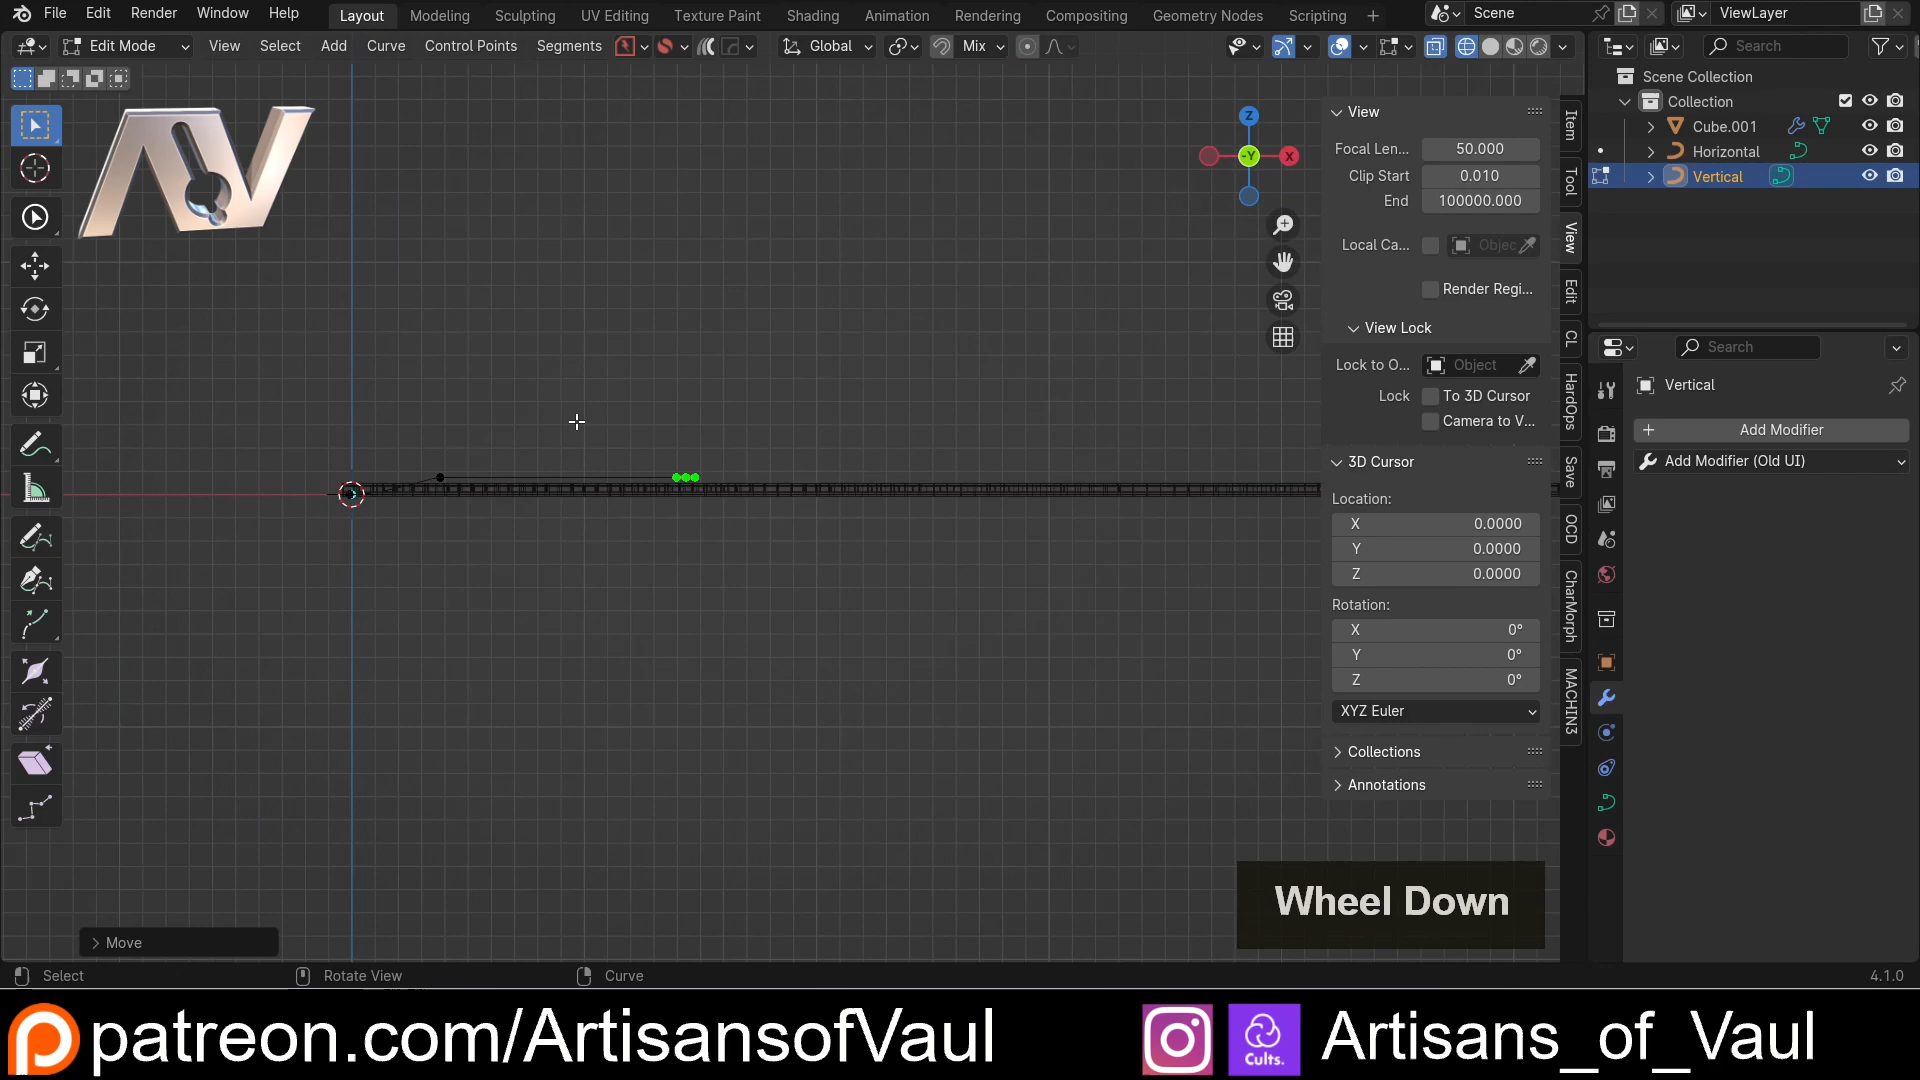 File Edit Render Window Help Layout Modeling Sculpting UV Editing Texture Paint Shading Animation Rendering Compositing Geometry Nodes Scripting Scene ViewLayer
Edit Mode View Select Add Curve Control Points Segments Global Mix Search
Scene Collection
Collection
Cube.001
Horizontal
Vertical
AV
Z
-Y X
View
Focal Len... 50.000
Clip Start 0.010
End 100000.000
Local Ca... Objec
Render Regi...
View Lock
Lock to O... Object
Lock To 3D Cursor
Camera to V...
3D Cursor
Location:
X 0.0000
Y 0.0000
Z 0.0000
Rotation:
X 0°
Y 0°
Z 0°
XYZ Euler
Collections
Annotations
Item
Tool
View
Edit
CL
HardOps
Save
OCD
CharMorph
MACHIN3
Search
Vertical
Add Modifier
Add Modifier (Old UI)
Wheel Down
Move
Select Rotate View Curve 4.1.0
patreon.com/ArtisansofVaul Cults. Artisans_of_Vaul